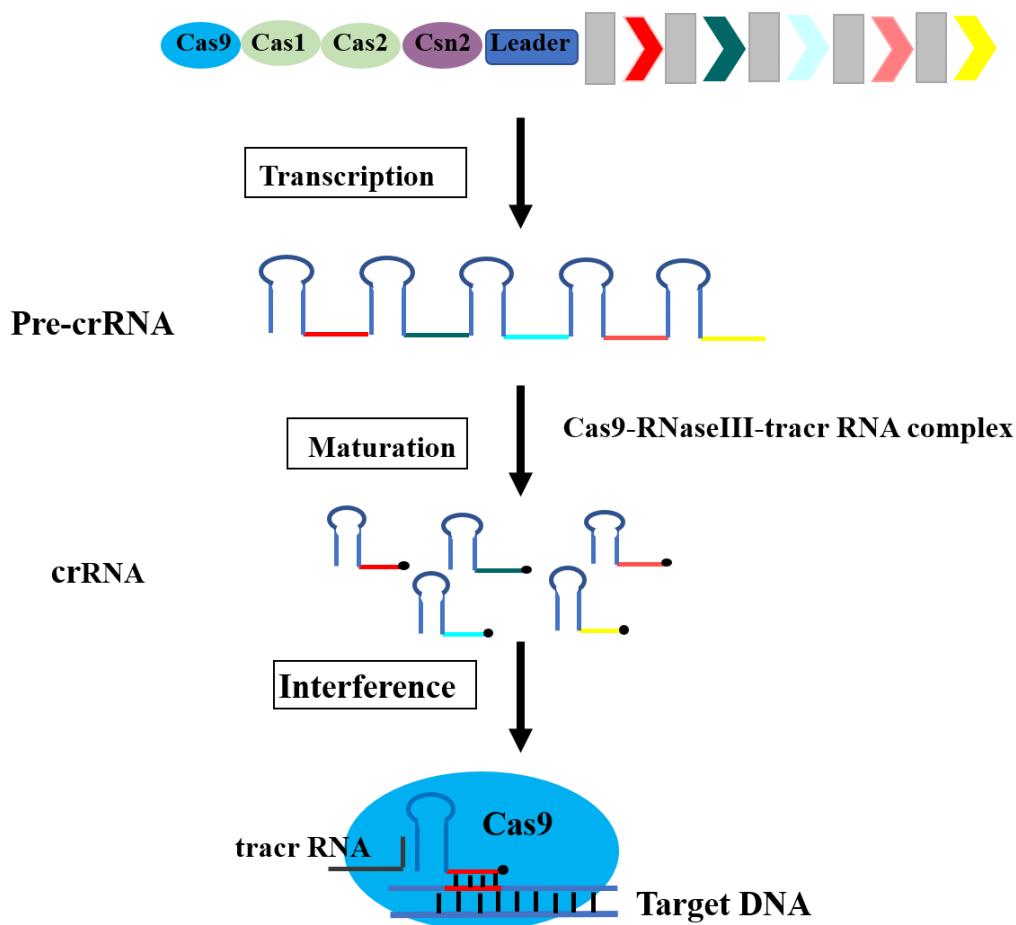 Cas9 Cas1 Cas2 Csn2 Leader
Transcription
Pre-crRNA
Cas9-RNaseIII-tracr RNA complex
Maturation
crRNA
Interference
Cas9
tracr RNA
Target DNA